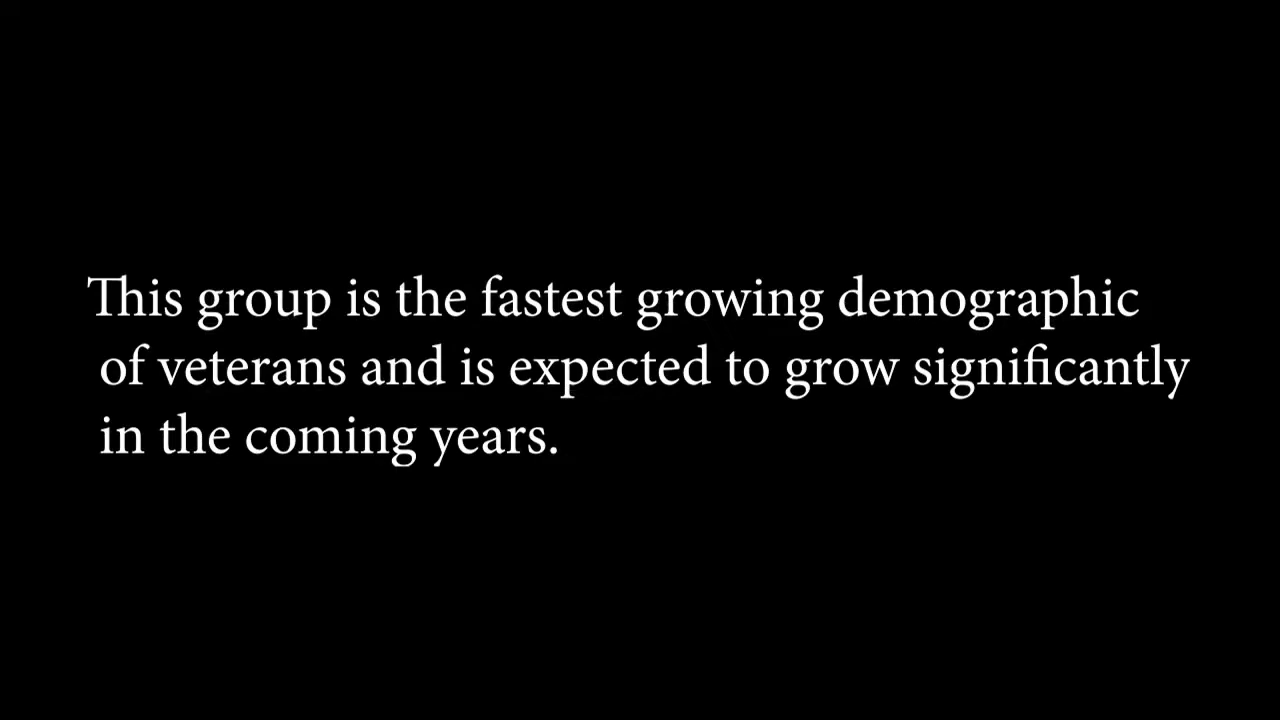 This group is the fastest growing demographic
of veterans and is expected to grow significantly
in the coming years.